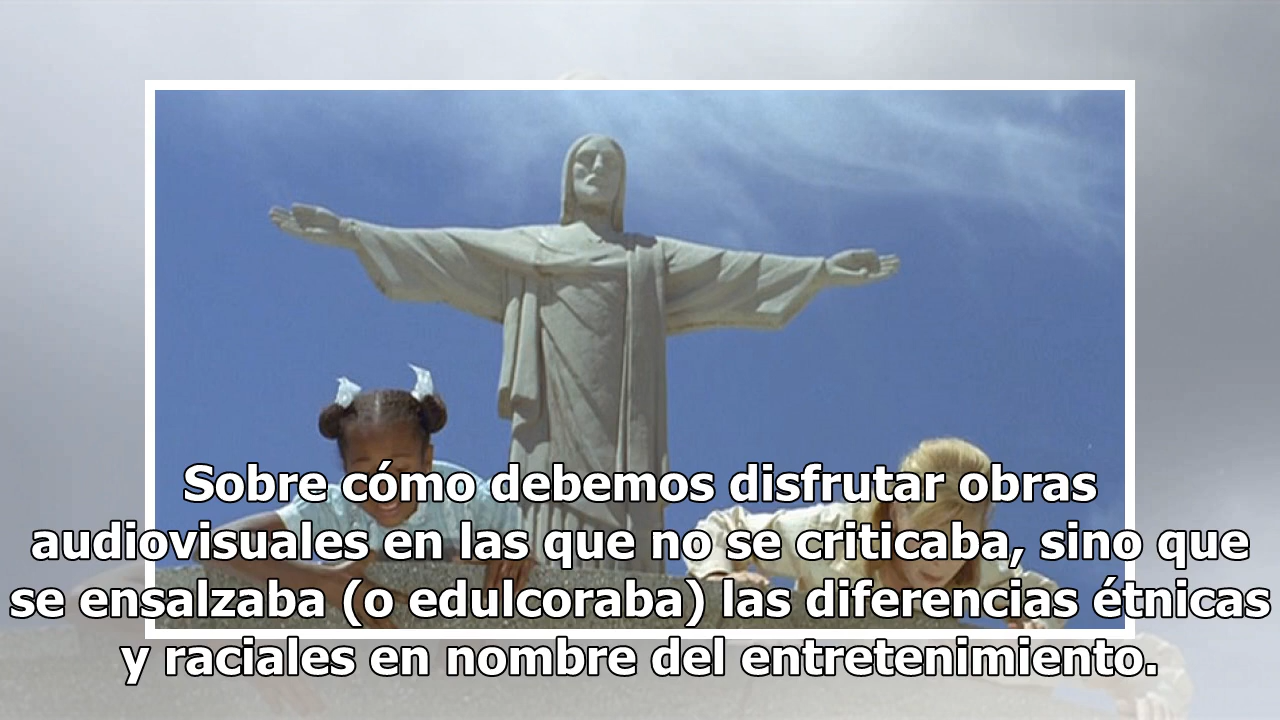 Sobre cómo debemos disfrutar obras
audiovisuales en las que no se criticaba, sino que
se ensalzaba (o edulcoraba) las diferencias étnicas
y raciales en nombre del entretenimiento.